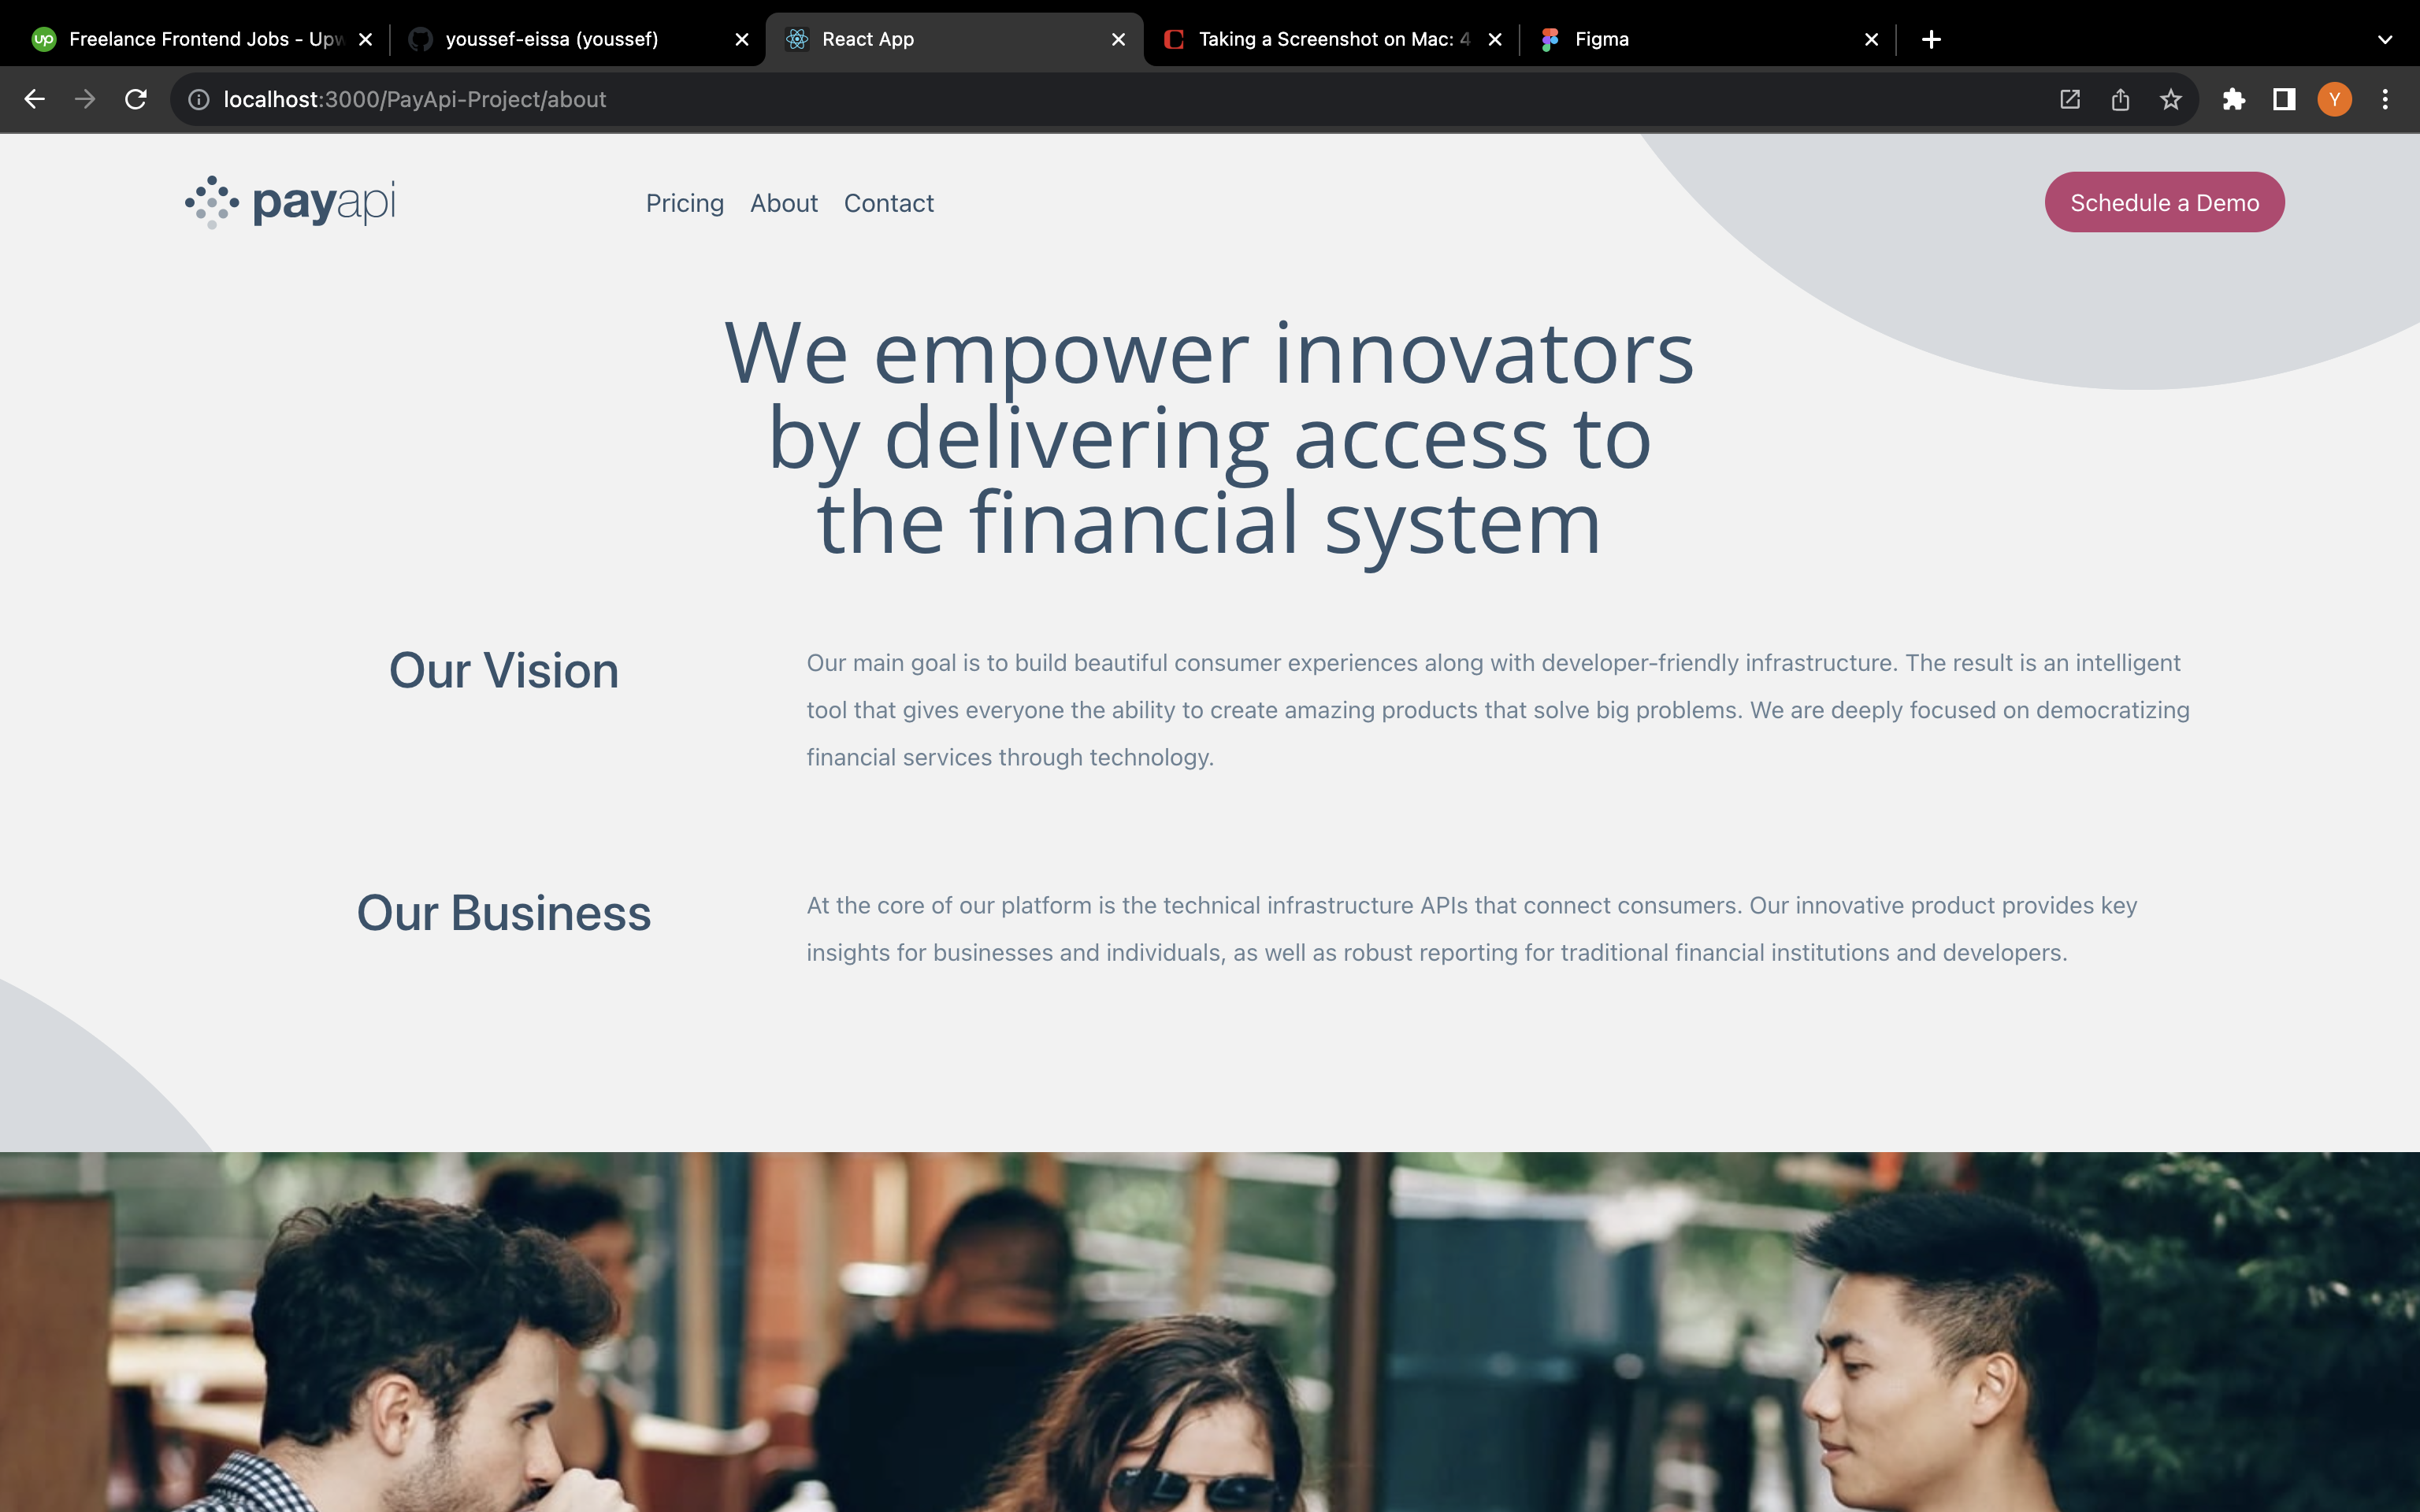 Freelance Frontend Jobs - Upw
youssef-eissa (youssef)
React App
Taking a Screenshot on Mac: 4
Figma
localhost:3000/PayApi-Project/about
Y
payapi
Pricing About Contact
Schedule a Demo
We empower innovators
by delivering access to
the financial system
Our Vision
Our main goal is to build beautiful consumer experiences along with developer-friendly infrastructure. The result is an intelligent
tool that gives everyone the ability to create amazing products that solve big problems. We are deeply focused on democratizing
financial services through technology.
Our Business
At the core of our platform is the technical infrastructure APIs that connect consumers. Our innovative product provides key
insights for businesses and individuals, as well as robust reporting for traditional financial institutions and developers.